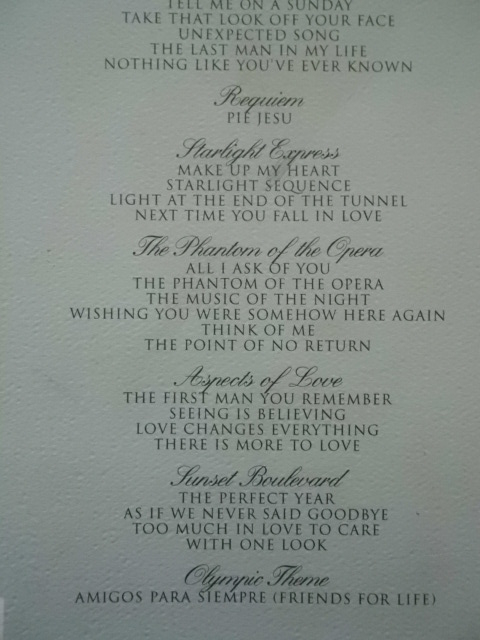 TELL ME ON A SUNDAY
TAKE THAT LOOK OFF YOUR FACE
UNEXPECTED SONG
THE LAST MAN IN MY LIFE
NOTHING LIKE YOU'VE EVER KNOWN
Requiem
PIE JESU
Starlight Express
MAKE UP MY HEART
STARLIGHT SEQUENCE
LIGHT AT THE END OF THE TUNNEL
NEXT TIME YOU FALL IN LOVE
The Phantom of the Opera
ALL I ASK OF YOU
THE PHANTOM OF THE OPERA
THE MUSIC OF THE NIGHT
WISHING YOU WERE SOMEHOW HERE AGAIN
THINK OF ME
THE POINT OF NO RETURN
Aspects of Love
THE FIRST MAN YOU REMEMBER
SEEING IS BELIEVING
LOVE CHANGES EVERYTHING
THERE IS MORE TO LOVE
Sunset Boulevard
THE PERFECT YEAR
AS IF WE NEVER SAID GOODBYE
TOO MUCH IN LOVE TO CARE
WITH ONE LOOK
Olympic Theme
AMIGOS PARA SIEMPRE (FRIENDS FOR LIFE)